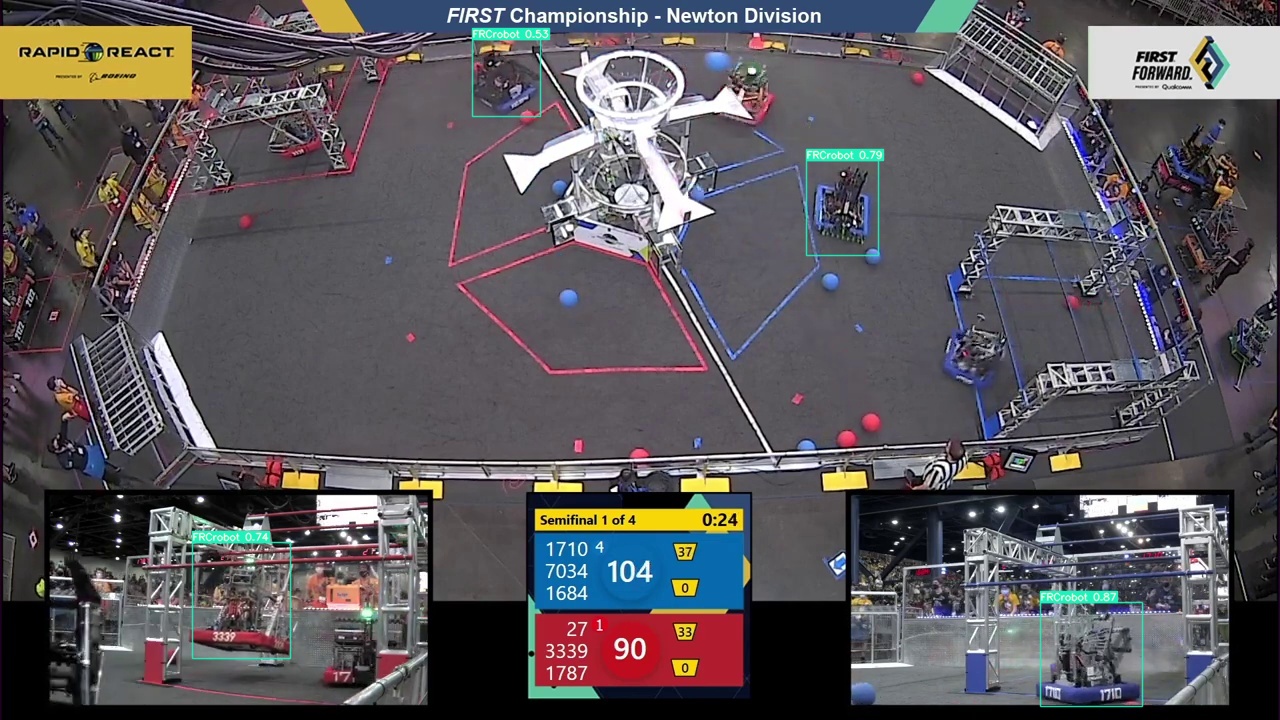 FIRST Championship - Newton Division
RAPID REACT
PRESENTED BY BOEING
FIRST
FORWARD
PRESENTED BY Qualcomm
FRCrobot 0.53
FRCrobot 0.79
FRCrobot 0.74
3339
17
FRCrobot 0.87
1710
1710
Semifinal 1 of 4 0:24
1710 4
7034
1684
104
37
0
27 1
3339
1787
90
33
0